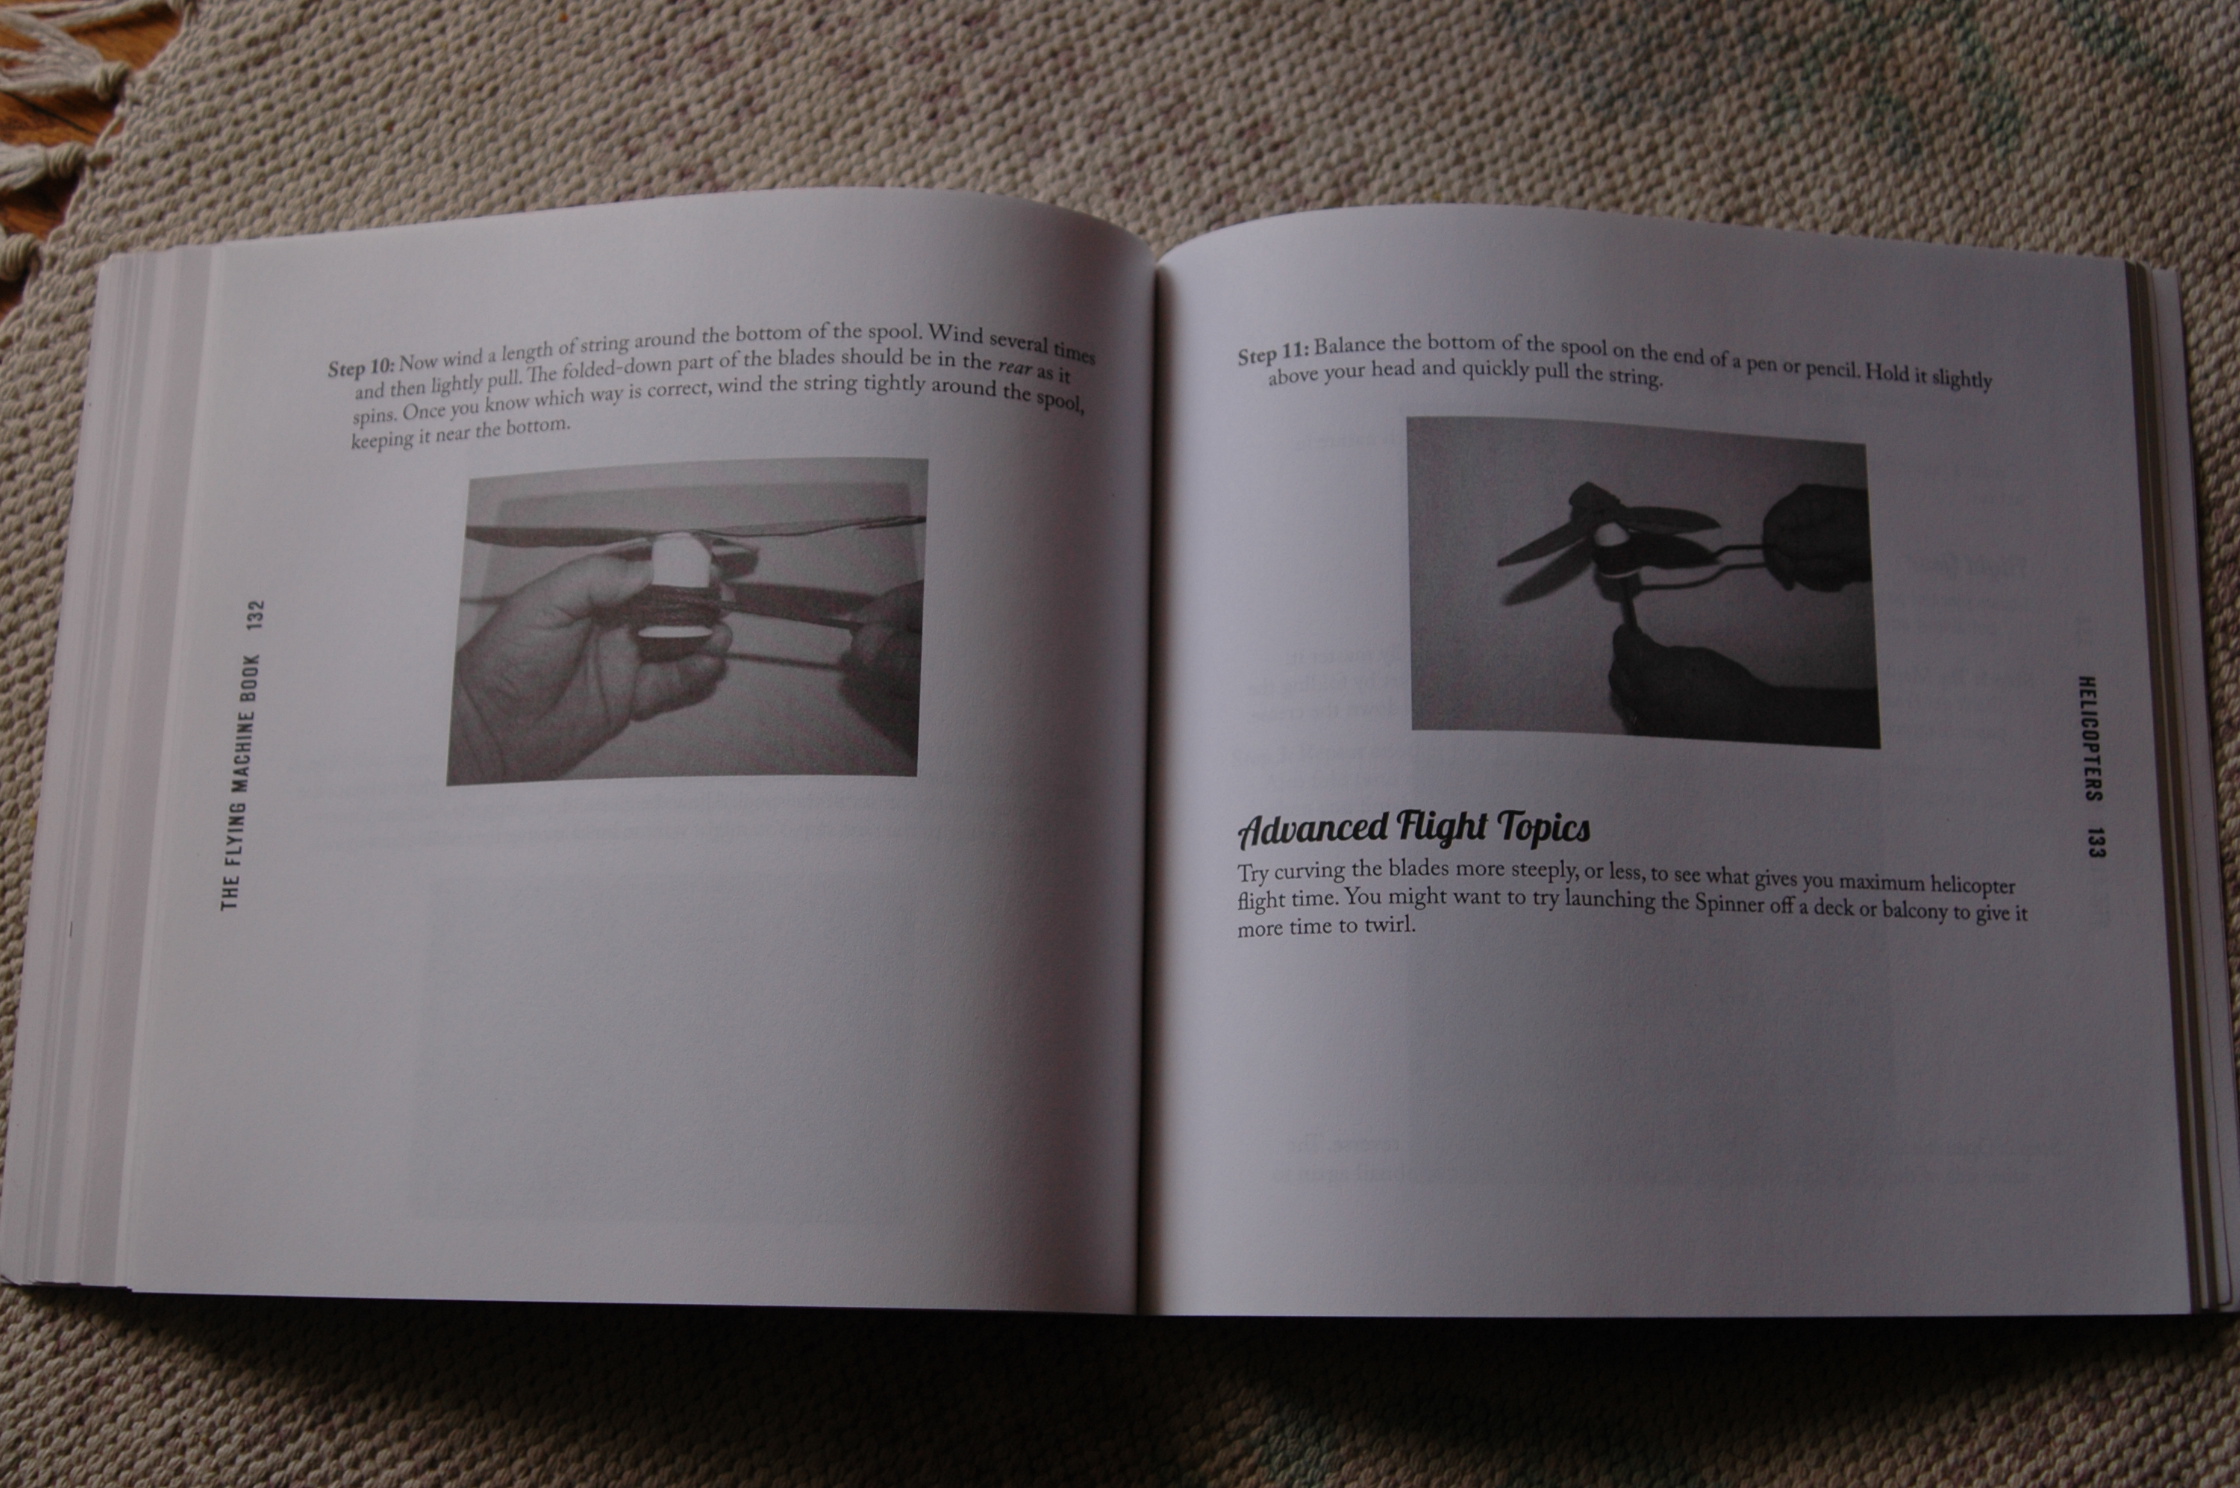 Step 10: Now wind a length of string around the bottom of the spool. Wind several times
and then lightly pull. The folded-down part of the blades should be in the rear as it
spins. Once you know which way is correct, wind the string tightly around the spool,
keeping it near the bottom.
THE FLYING MACHINE BOOK 132
Step 11: Balance the bottom of the spool on the end of a pen or pencil. Hold it slightly
above your head and quickly pull the string.
Advanced Flight Topics
Try curving the blades more steeply, or less, to see what gives you maximum helicopter
flight time. You might want to try launching the Spinner off a deck or balcony to give it
more time to twirl.
HELICOPTERS 133